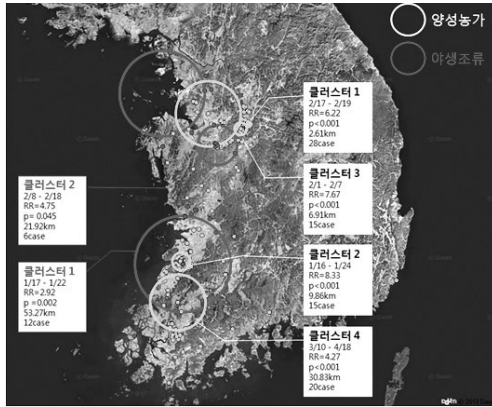 양성농가
야생조류
클러스터 1
2/17 - 2/19
RR=6.22
p<0.001
2.61km
28case
클러스터 3
2/1 - 2/7
RR=7.67
p<0.001
6.91km
15case
클러스터 2
2/8 - 2/18
RR=4.75
p= 0.045
21.92km
6case
클러스터 2
1/16 - 1/24
RR=8.33
p<0.001
9.86km
15case
클러스터 1
1/17 - 1/22
RR=2.92
p =0.002
53.27km
12case
클러스터 4
3/10 - 4/18
RR=4.27
p<0.001
30.83km
20case